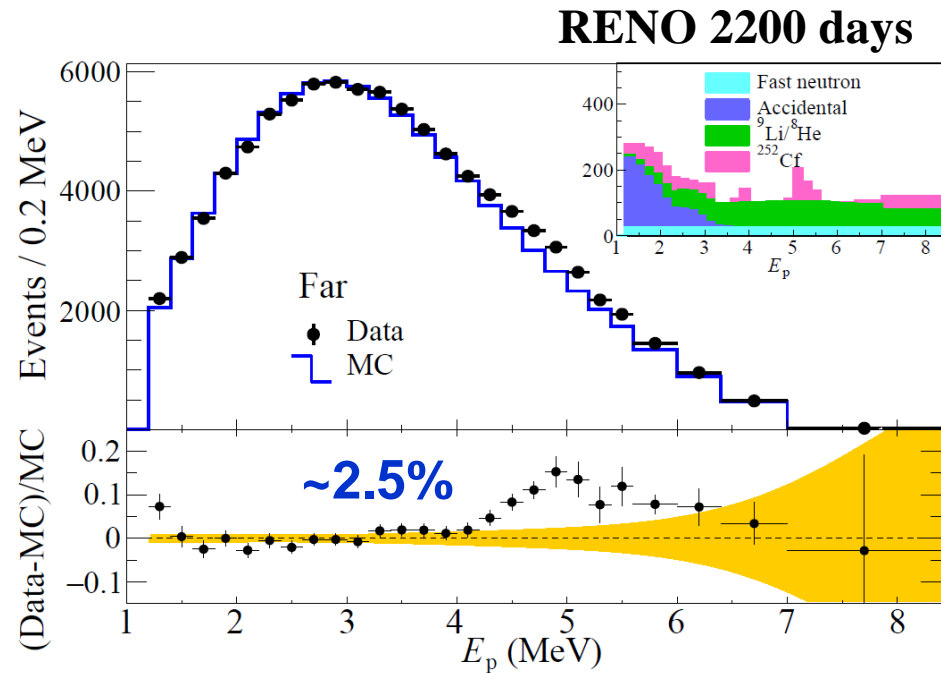 RENO 2200 days
Events / 0.2 MeV
6000
4000
2000
Far
Data
MC
Fast neutron
Accidental
⁹Li/⁸He
²⁵²Cf
400
200
0
1 2 3 4 5 6 7 8
Eₚ
(Data-MC)/MC
0.2
0.1
0
−0.1
~2.5%
1 2 3 4 5 6 7 8
Eₚ (MeV)